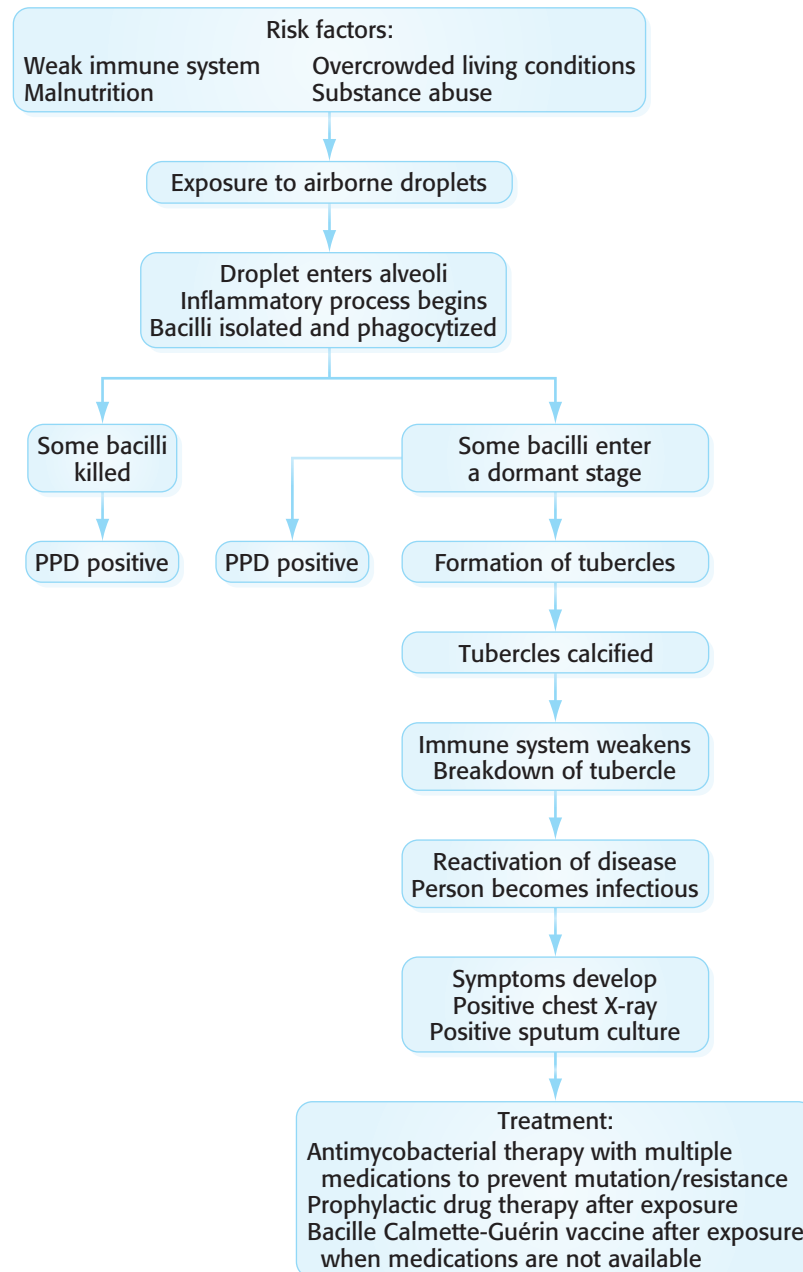 Risk factors:
Weak immune system Overcrowded living conditions
Malnutrition Substance abuse
Exposure to airborne droplets
Droplet enters alveoli
Inflammatory process begins
Bacilli isolated and phagocytized
Some bacilli
killed
Some bacilli enter
a dormant stage
PPD positive
PPD positive
Formation of tubercles
Tubercles calcified
Immune system weakens
Breakdown of tubercle
Reactivation of disease
Person becomes infectious
Symptoms develop
Positive chest X-ray
Positive sputum culture
Treatment:
Antimycobacterial therapy with multiple
medications to prevent mutation/resistance
Prophylactic drug therapy after exposure
Bacille Calmette-Guérin vaccine after exposure
when medications are not available